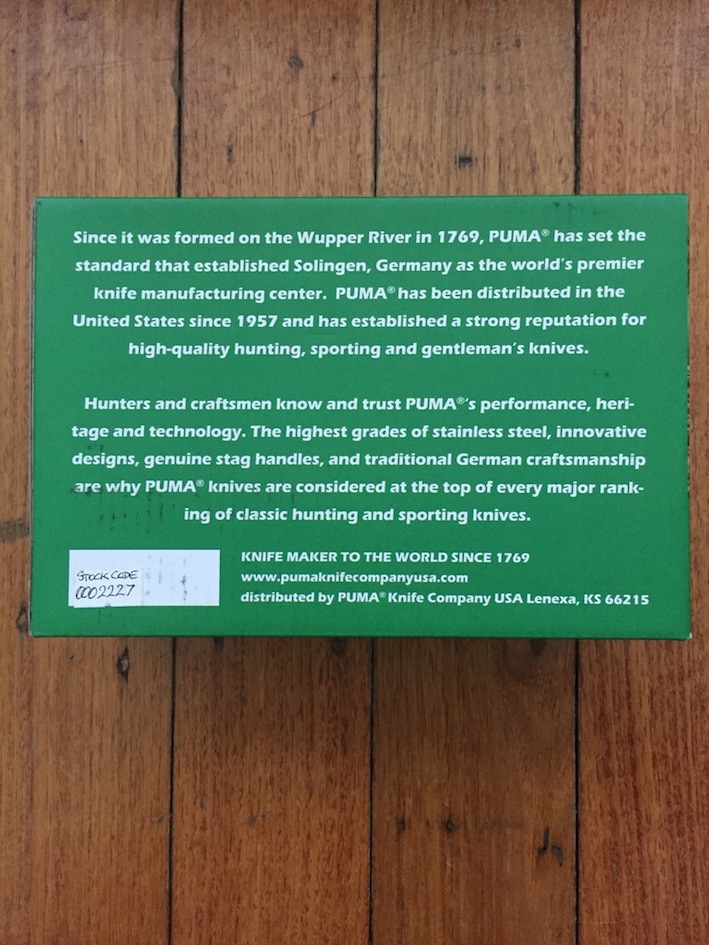 Since it was formed on the Wupper River in 1769, PUMA® has set the
standard that established Solingen, Germany as the world's premier
knife manufacturing center. PUMA® has been distributed in the
United States since 1957 and has established a strong reputation for
high-quality hunting, sporting and gentleman's knives.
Hunters and craftsmen know and trust PUMA®'s performance, heri-
tage and technology. The highest grades of stainless steel, innovative
designs, genuine stag handles, and traditional German craftsmanship
are why PUMA® knives are considered at the top of every major rank-
ing of classic hunting and sporting knives.
STOCK CODE
0002227
KNIFE MAKER TO THE WORLD SINCE 1769
www.pumaknifecompanyusa.com
distributed by PUMA® Knife Company USA Lenexa, KS 66215